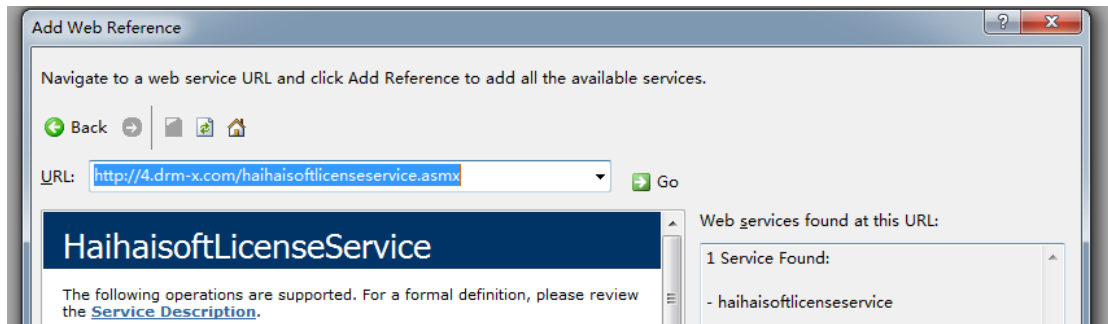 Add Web Reference
Navigate to a web service URL and click Add Reference to add all the available services.
Back
URL: http://4.drm-x.com/haihaisoftlicenseservice.asmx Go
Web services found at this URL:
HaihaisoftLicenseService
1 Service Found:
The following operations are supported. For a formal definition, please review
the Service Description.
- haihaisoftlicenseservice